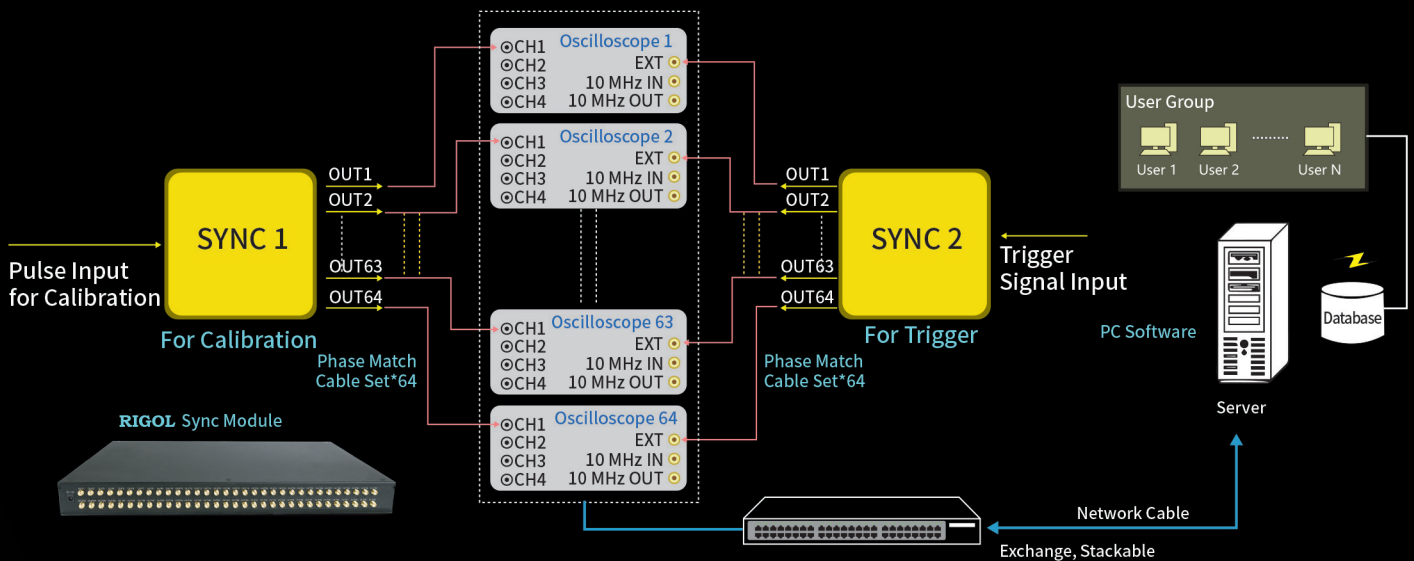 Pulse Input
for Calibration
SYNC 1
For Calibration
OUT1
OUT2
OUT63
OUT64
Phase Match
Cable Set*64
RIGOL Sync Module
Oscilloscope 1
CH1
CH2
CH3
CH4
EXT
10 MHz IN
10 MHz OUT
Oscilloscope 2
CH1
CH2
CH3
CH4
EXT
10 MHz IN
10 MHz OUT
Oscilloscope 63
CH1
CH2
CH3
CH4
EXT
10 MHz IN
10 MHz OUT
Oscilloscope 64
CH1
CH2
CH3
CH4
EXT
10 MHz IN
10 MHz OUT
OUT1
OUT2
OUT63
OUT64
Phase Match
Cable Set*64
SYNC 2
For Trigger
Trigger
Signal Input
User Group
User 1
User 2
User N
PC Software
Server
Database
Network Cable
Exchange, Stackable